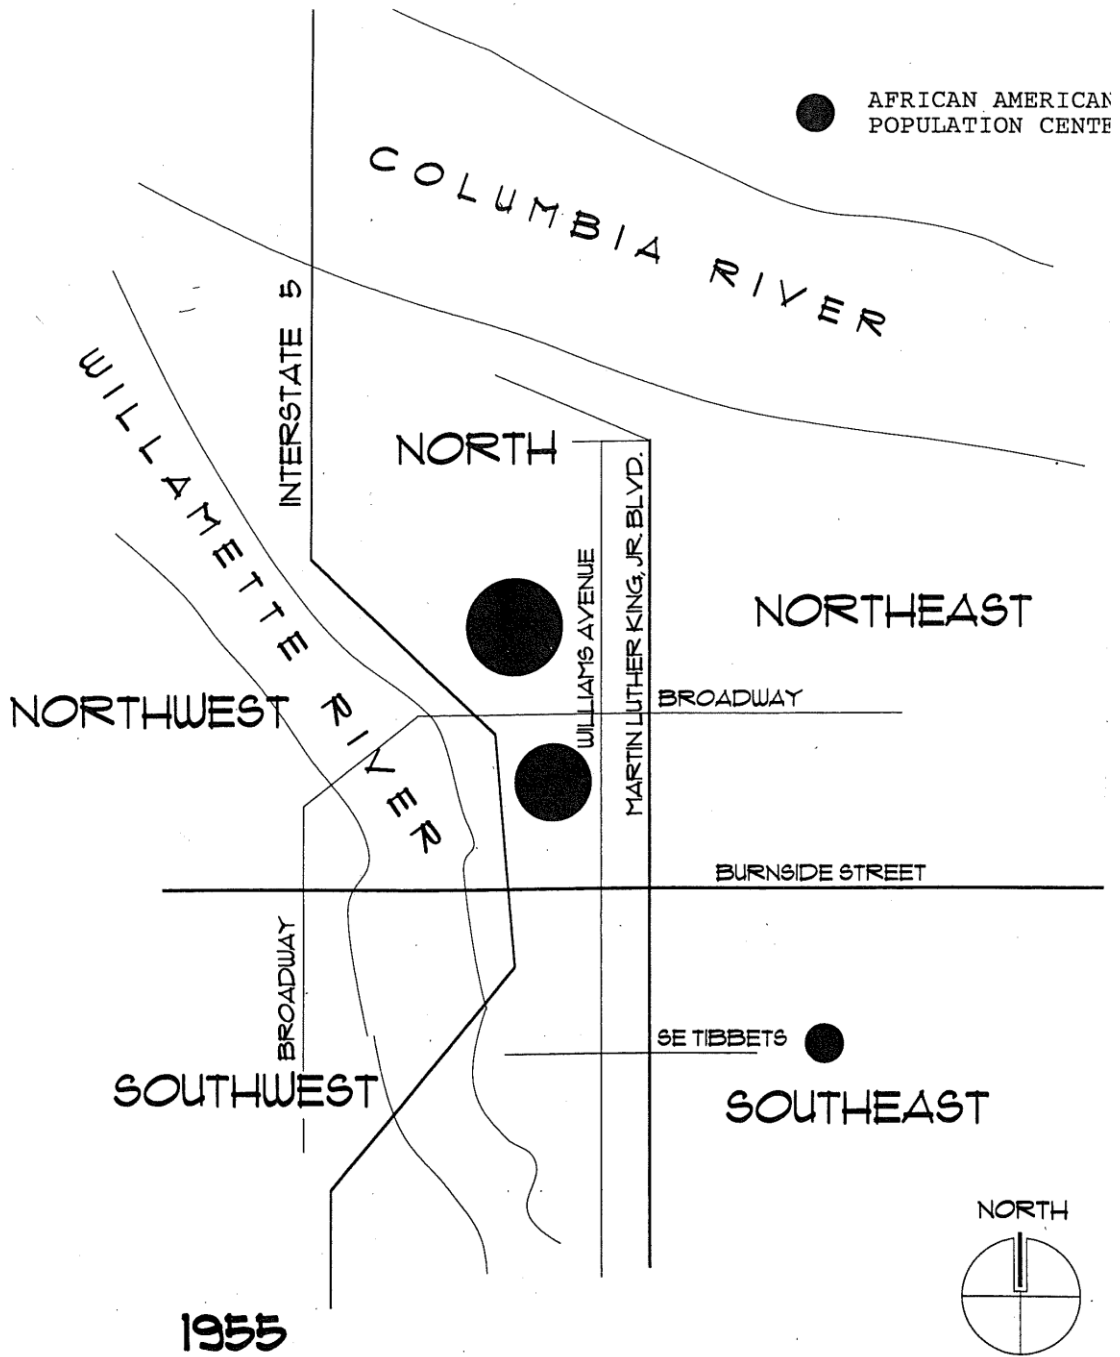 AFRICAN AMERICAN
POPULATION CENTE
COLUMBIA RIVER
INTERSTATE 5
WILLAMETTE RIVER
NORTH
WILLIAMS AVENUE
MARTIN LUTHER KING, JR. BLVD.
NORTHEAST
NORTHWEST
BROADWAY
BURNSIDE STREET
BROADWAY
SE TIBBETS
SOUTHWEST
SOUTHEAST
NORTH
1955